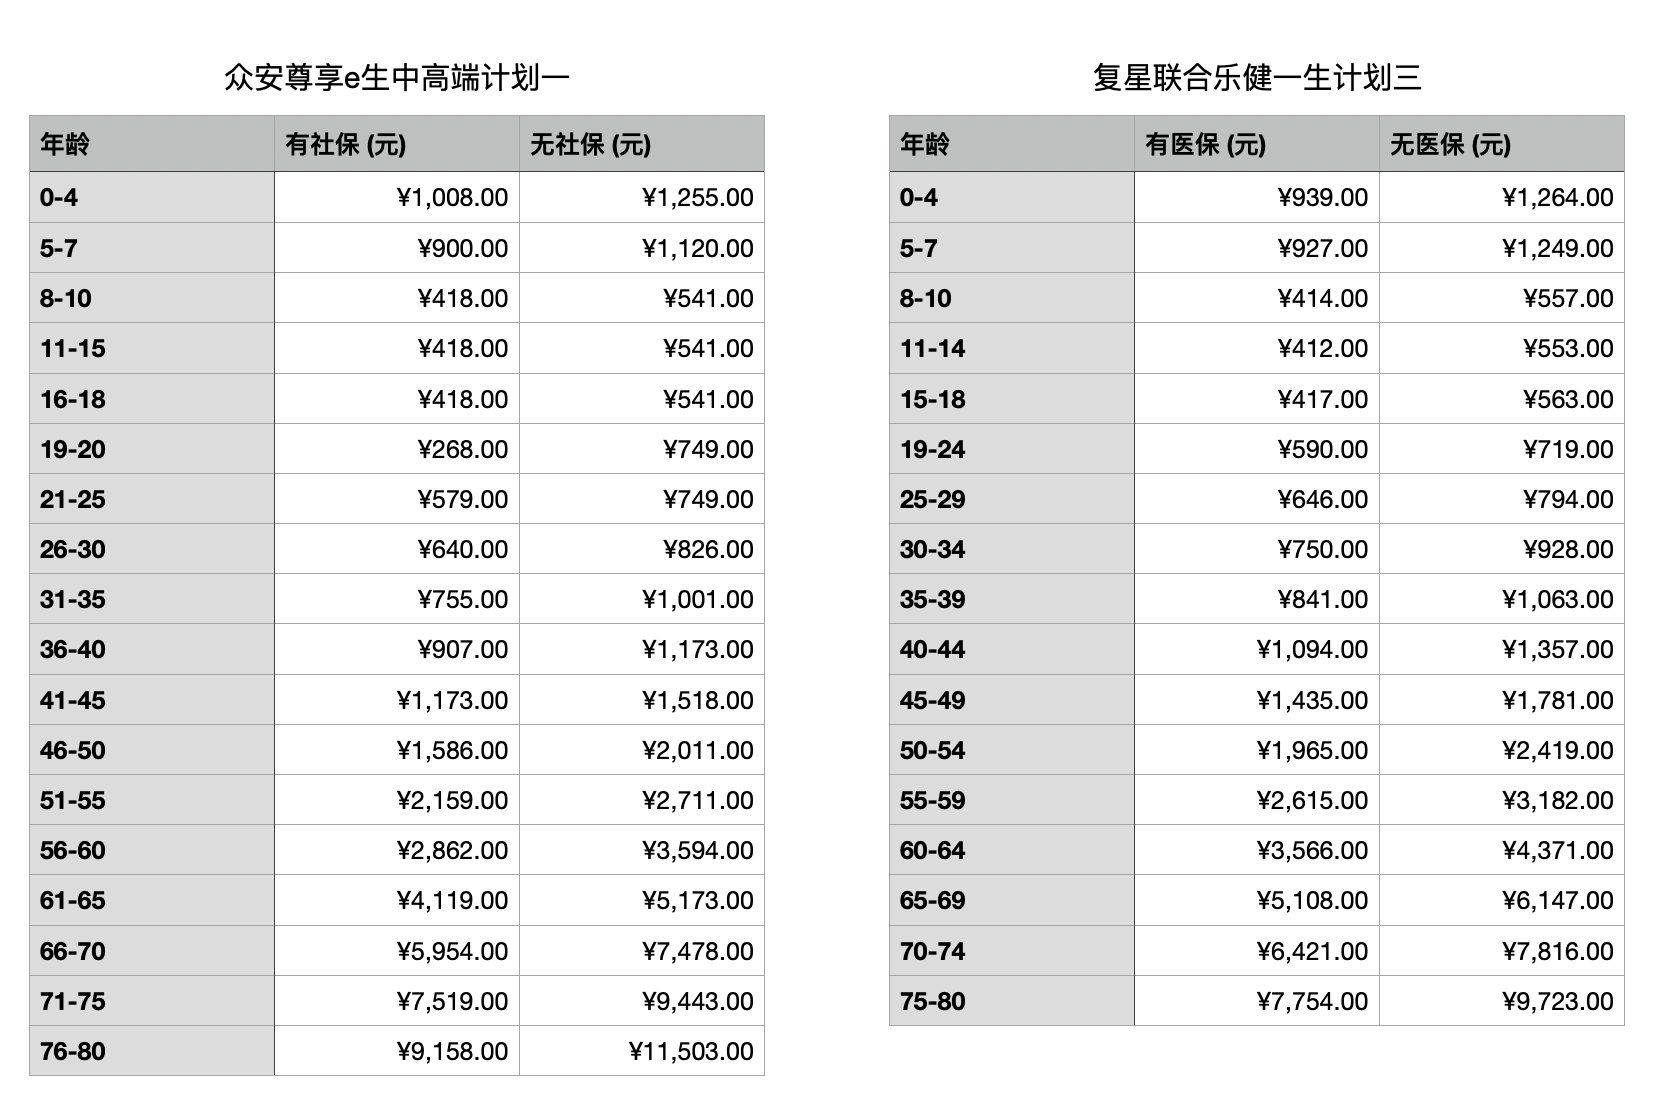 众安尊享e生中高端计划一
年龄 有社保 (元) 无社保 (元)
0-4 ¥1,008.00 ¥1,255.00
5-7 ¥900.00 ¥1,120.00
8-10 ¥418.00 ¥541.00
11-15 ¥418.00 ¥541.00
16-18 ¥418.00 ¥541.00
19-20 ¥268.00 ¥749.00
21-25 ¥579.00 ¥749.00
26-30 ¥640.00 ¥826.00
31-35 ¥755.00 ¥1,001.00
36-40 ¥907.00 ¥1,173.00
41-45 ¥1,173.00 ¥1,518.00
46-50 ¥1,586.00 ¥2,011.00
51-55 ¥2,159.00 ¥2,711.00
56-60 ¥2,862.00 ¥3,594.00
61-65 ¥4,119.00 ¥5,173.00
66-70 ¥5,954.00 ¥7,478.00
71-75 ¥7,519.00 ¥9,443.00
76-80 ¥9,158.00 ¥11,503.00
复星联合乐健一生计划三
年龄 有医保 (元) 无医保 (元)
0-4 ¥939.00 ¥1,264.00
5-7 ¥927.00 ¥1,249.00
8-10 ¥414.00 ¥557.00
11-14 ¥412.00 ¥553.00
15-18 ¥417.00 ¥563.00
19-24 ¥590.00 ¥719.00
25-29 ¥646.00 ¥794.00
30-34 ¥750.00 ¥928.00
35-39 ¥841.00 ¥1,063.00
40-44 ¥1,094.00 ¥1,357.00
45-49 ¥1,435.00 ¥1,781.00
50-54 ¥1,965.00 ¥2,419.00
55-59 ¥2,615.00 ¥3,182.00
60-64 ¥3,566.00 ¥4,371.00
65-69 ¥5,108.00 ¥6,147.00
70-74 ¥6,421.00 ¥7,816.00
75-80 ¥7,754.00 ¥9,723.00